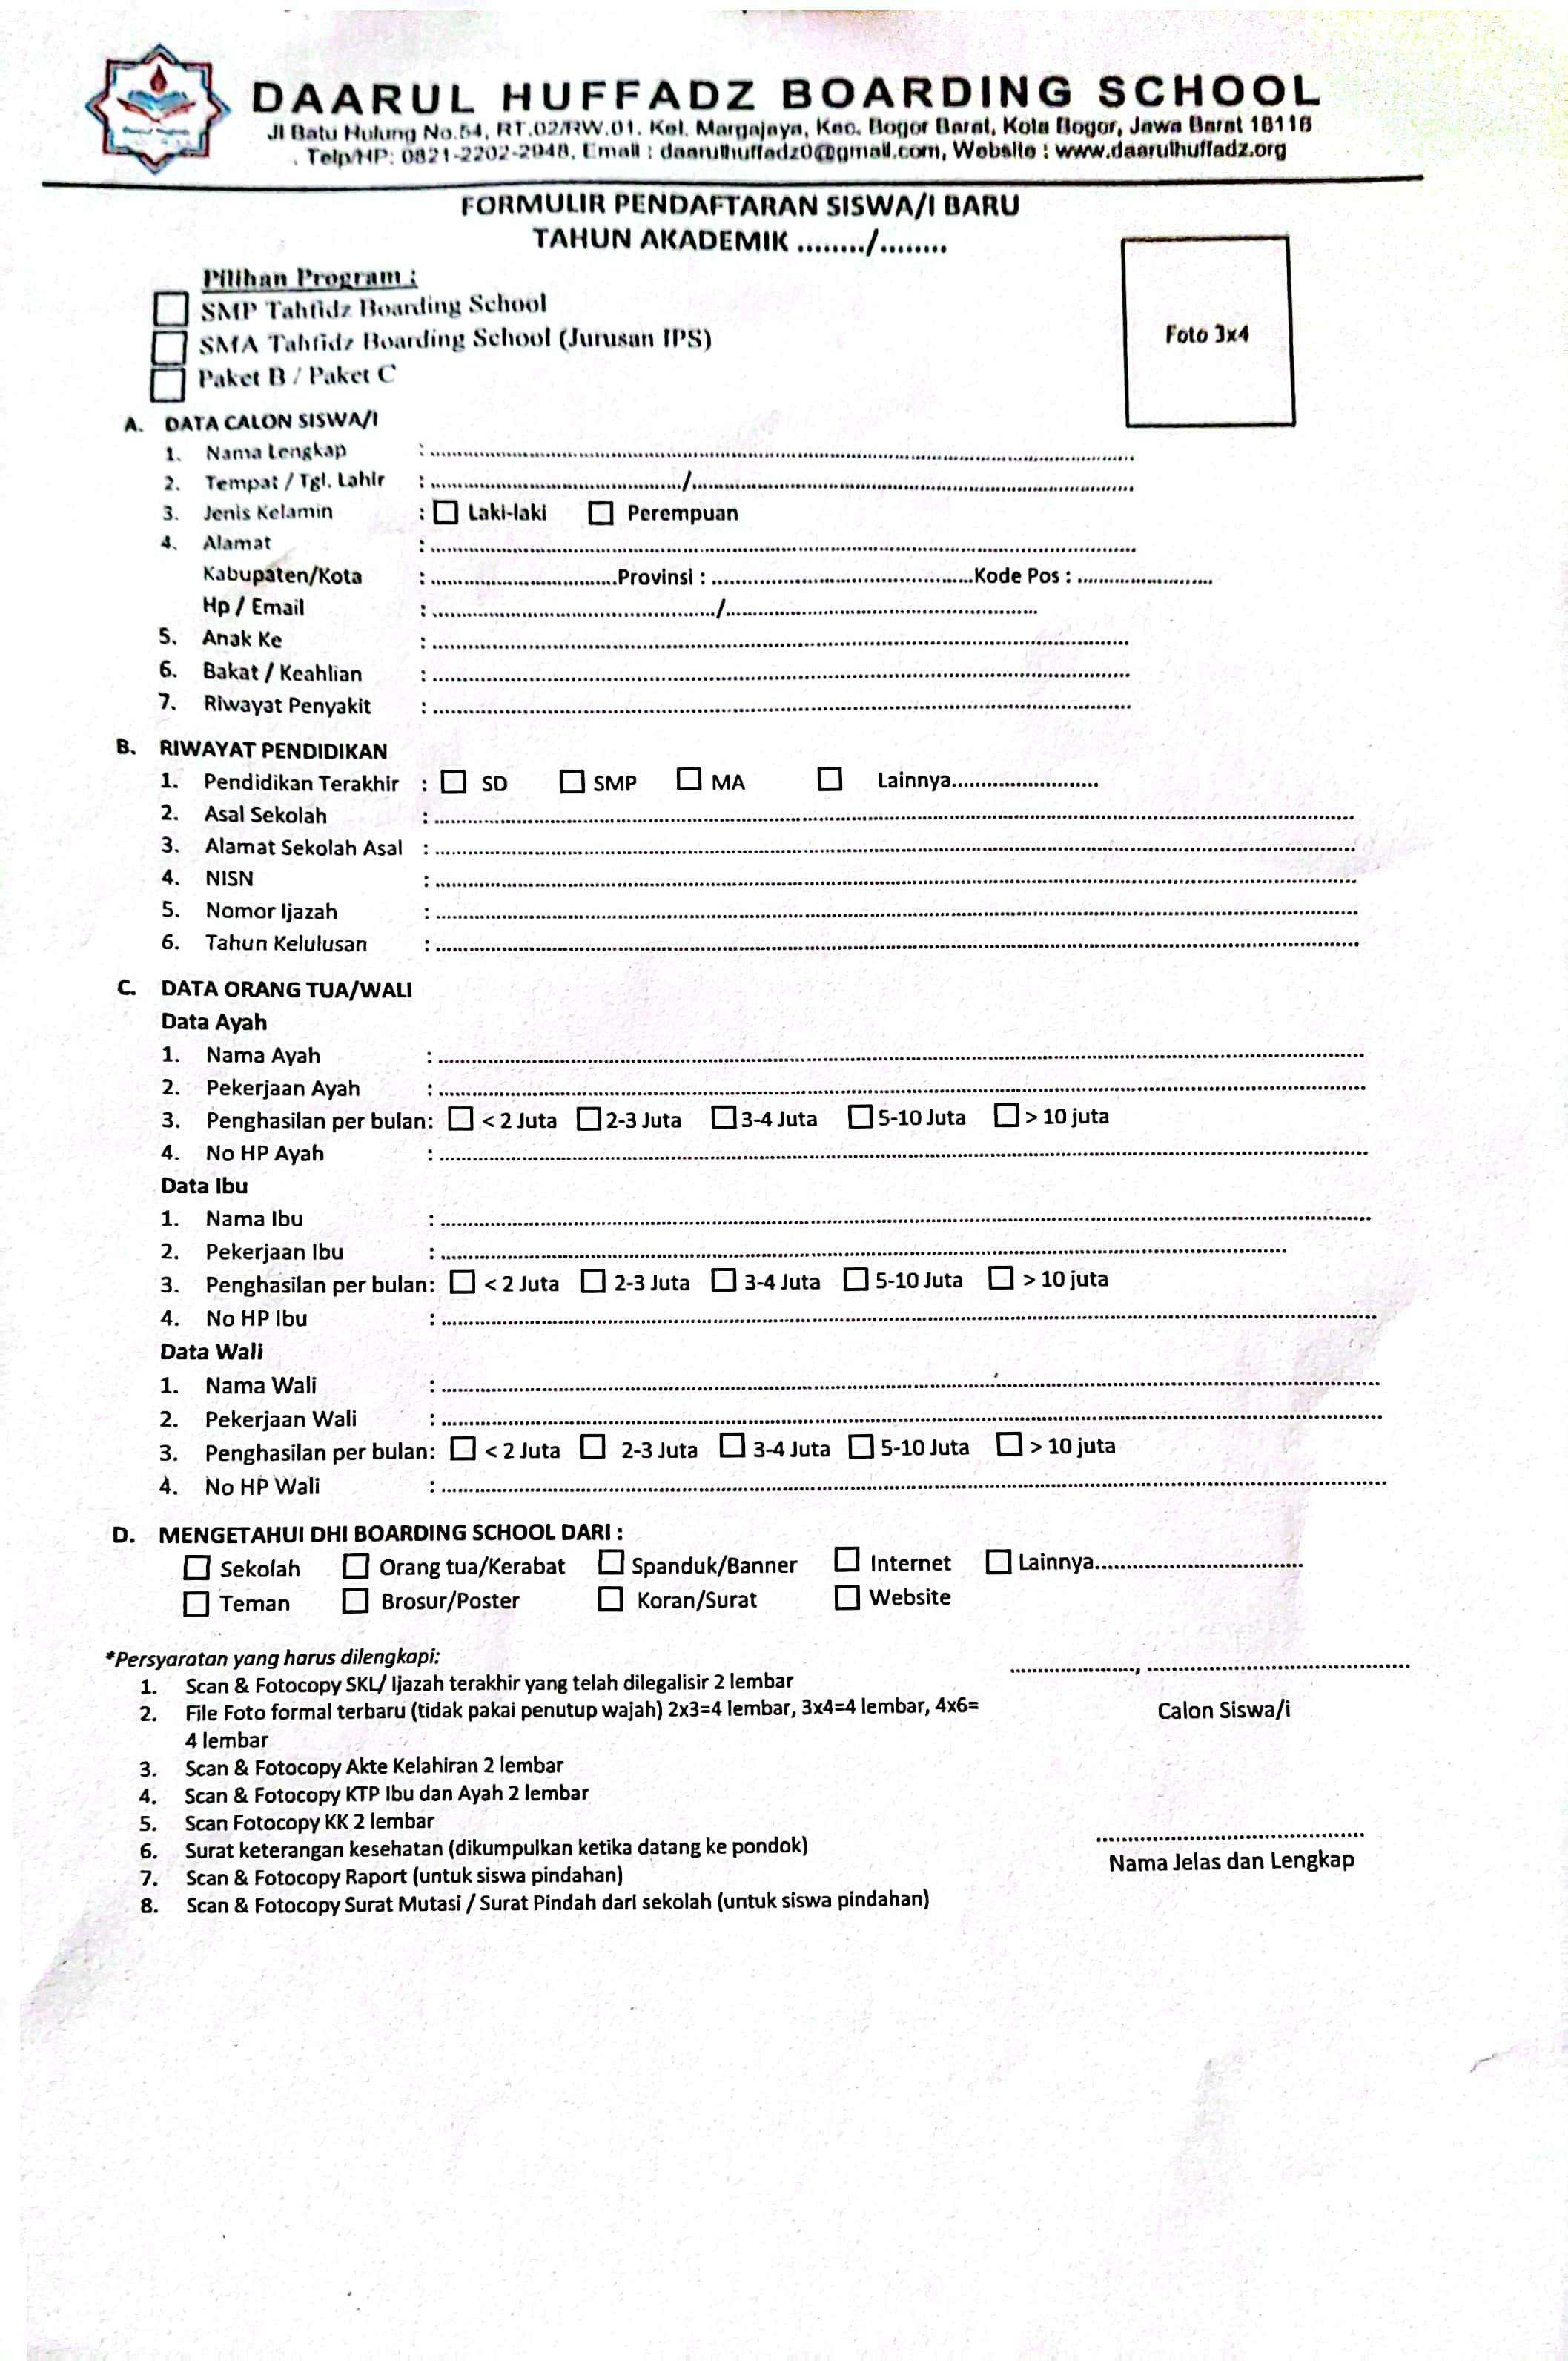 DAARUL HUFFADZ BOARDING SCHOOL
Jl Batu Hulung No.54, RT.02/RW.01. Kel. Margajaya, Kec. Bogor Barat, Kota Bogor, Jawa Barat 16116
Telp/HP: 0821-2202-2948, Email : daarulhuffadz0@gmail.com, Website : www.daarulhuffadz.org
FORMULIR PENDAFTARAN SISWA/I BARU
TAHUN AKADEMIK ......../........
Pilihan Program :
SMP Tahfidz Boarding School
SMA Tahfidz Boarding School (Jurusan IPS)
Paket B / Paket C
Foto 3x4
A. DATA CALON SISWA/I
1. Nama Lengkap : ........................................
2. Tempat / Tgl. Lahir : ..................../....................
3. Jenis Kelamin : Laki-laki Perempuan
4. Alamat : ........................................
Kabupaten/Kota : ....................Provinsi : ....................Kode Pos : ....................
Hp / Email : ..................../....................
5. Anak Ke : ........................................
6. Bakat / Keahlian : ........................................
7. Riwayat Penyakit : ........................................
B. RIWAYAT PENDIDIKAN
1. Pendidikan Terakhir : SD SMP MA Lainnya....................
2. Asal Sekolah : ........................................
3. Alamat Sekolah Asal : ........................................
4. NISN : ........................................
5. Nomor Ijazah : ........................................
6. Tahun Kelulusan : ........................................
C. DATA ORANG TUA/WALI
Data Ayah
1. Nama Ayah : ........................................
2. Pekerjaan Ayah : ........................................
3. Penghasilan per bulan: < 2 Juta 2-3 Juta 3-4 Juta 5-10 Juta > 10 juta
4. No HP Ayah : ........................................
Data Ibu
1. Nama Ibu : ........................................
2. Pekerjaan Ibu : ........................................
3. Penghasilan per bulan: < 2 Juta 2-3 Juta 3-4 Juta 5-10 Juta > 10 juta
4. No HP Ibu : ........................................
Data Wali
1. Nama Wali : ........................................
2. Pekerjaan Wali : ........................................
3. Penghasilan per bulan: < 2 Juta 2-3 Juta 3-4 Juta 5-10 Juta > 10 juta
4. No HP Wali : ........................................
D. MENGETAHUI DHI BOARDING SCHOOL DARI :
Sekolah Orang tua/Kerabat Spanduk/Banner Internet Lainnya....................
Teman Brosur/Poster Koran/Surat Website
*Persyaratan yang harus dilengkapi:
1. Scan & Fotocopy SKL/ Ijazah terakhir yang telah dilegalisir 2 lembar
2. File Foto formal terbaru (tidak pakai penutup wajah) 2x3=4 lembar, 3x4=4 lembar, 4x6=
4 lembar
3. Scan & Fotocopy Akte Kelahiran 2 lembar
4. Scan & Fotocopy KTP Ibu dan Ayah 2 lembar
5. Scan Fotocopy KK 2 lembar
6. Surat keterangan kesehatan (dikumpulkan ketika datang ke pondok)
7. Scan & Fotocopy Raport (untuk siswa pindahan)
8. Scan & Fotocopy Surat Mutasi / Surat Pindah dari sekolah (untuk siswa pindahan)
...................., ........................................
Calon Siswa/i
........................................
Nama Jelas dan Lengkap